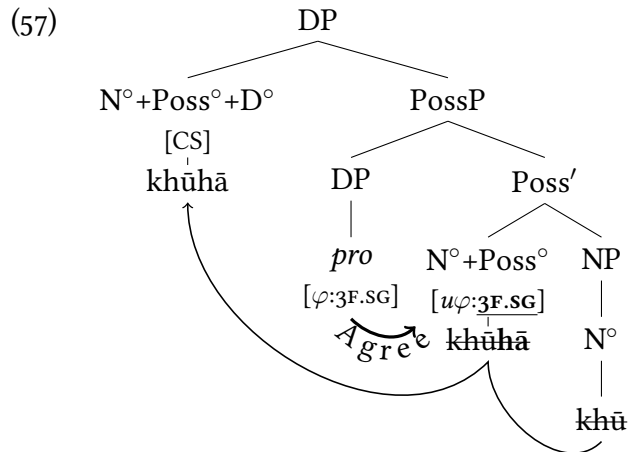 (57)
DP
N°+Poss°+D° PossP
[CS]
khūhā DP Poss′
pro N°+Poss° NP
[φ:3F.SG] [uφ:3F.SG]
Agree khūhā N°
khū